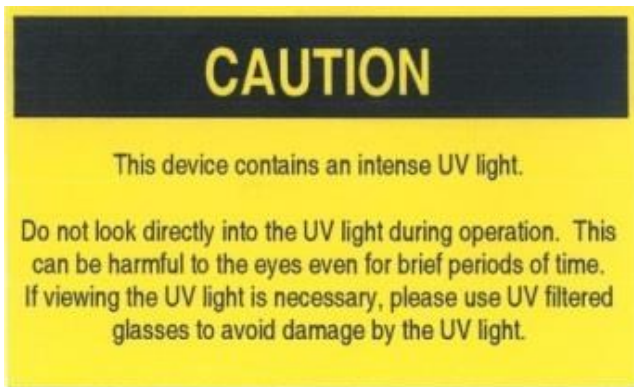 CAUTION
This device contains an intense UV light.
Do not look directly into the UV light during operation.  This
can be harmful to the eyes even for brief periods of time.
If viewing the UV light is necessary, please use UV filtered
glasses to avoid damage by the UV light.